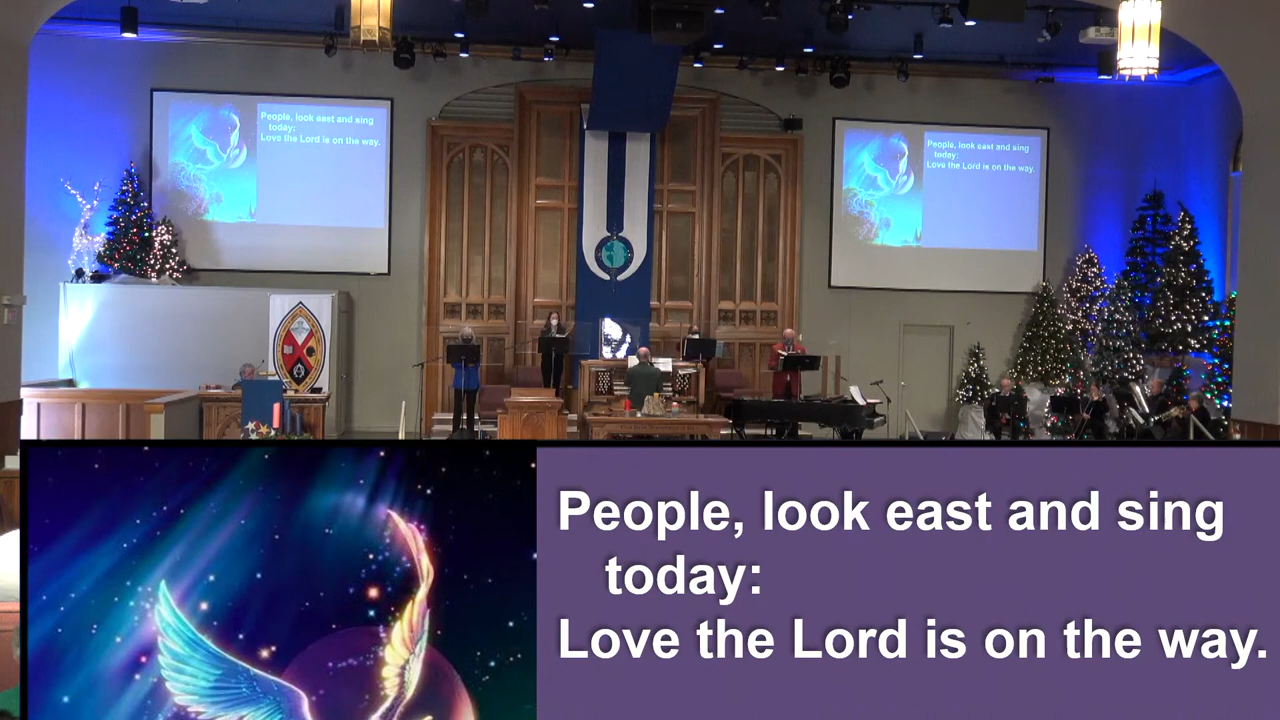 People, look east and sing
today:
Love the Lord is on the way.
People, look east and sing
today:
Love the Lord is on the way.
People, look east and sing
today:
Love the Lord is on the way.